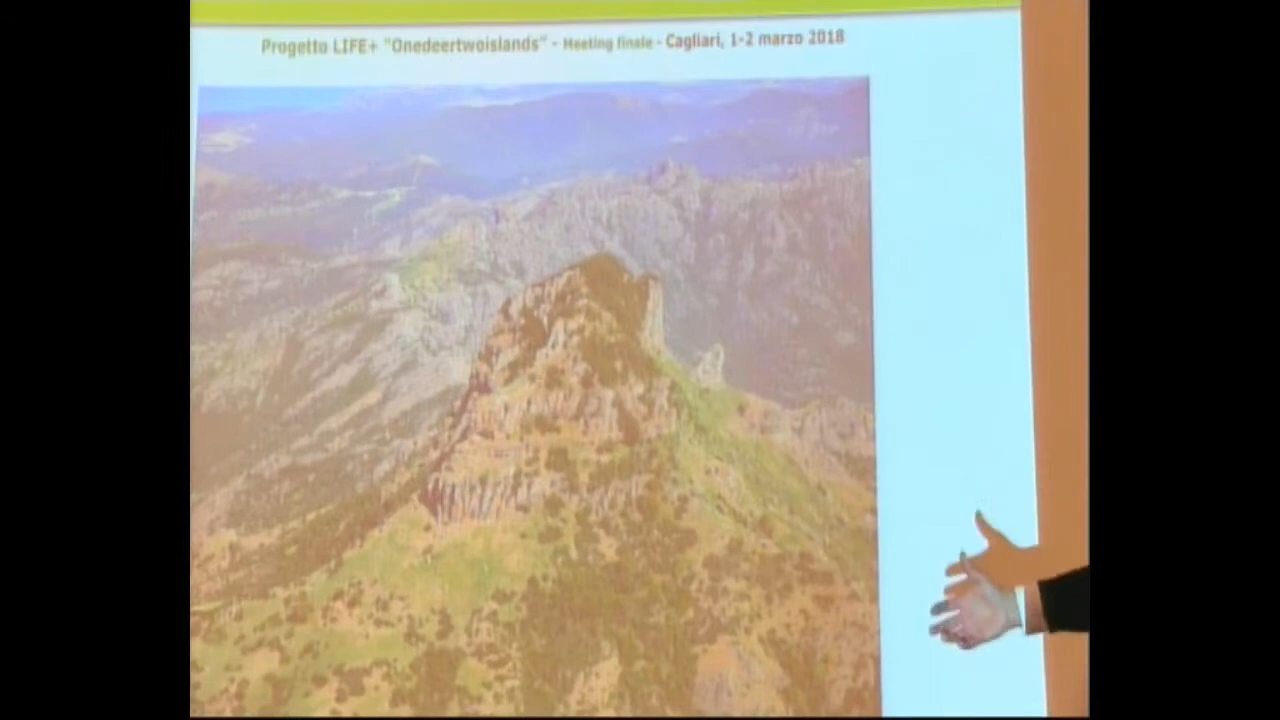 Progetto LIFE+ "Onedeertwoislands" - Meeting finale - Cagliari, 1-2 marzo 2018